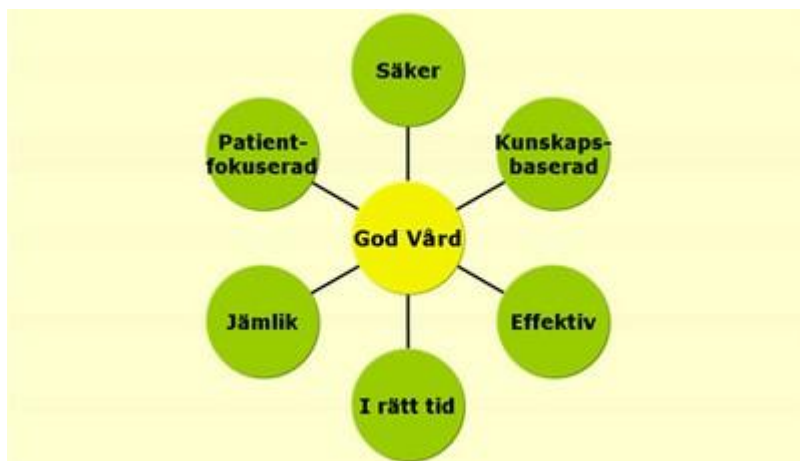 Säker
Patient-
fokuserad
Kunskaps-
baserad
God Vård
Jämlik
Effektiv
I rätt tid